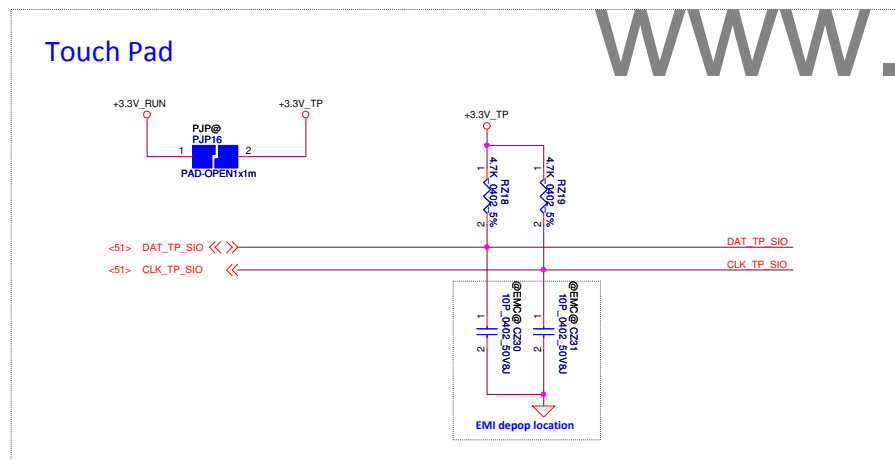 www.
Touch Pad
+3.3V_RUN
+3.3V_TP
PJP@
PJP16
1
2
PAD-OPEN1x1m
+3.3V_TP
1
1
RZ18
4.7K_0402_5%
RZ19
4.7K_0402_5%
2
2
<51> DAT_TP_SIO
DAT_TP_SIO
<51> CLK_TP_SIO
CLK_TP_SIO
@EMC@ CZ30
10P_0402_50V8J
@EMC@ CZ31
10P_0402_50V8J
1
1
2
2
EMI depop location